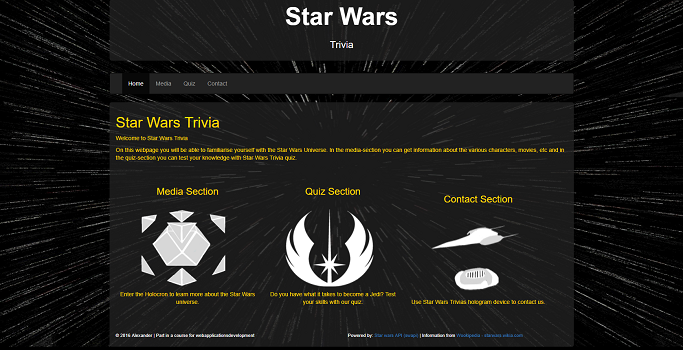 Star Wars
Trivia
Home Media Quiz Contact
Star Wars Trivia
Welcome to Star Wars Trivia
On this webpage you will be able to familiarise yourself with the Star Wars Universe. In the media-section you can get information about the various characters, movies, etc and in
the quiz-section you can test your knowledge with Star Wars Trivia quiz.
Media Section
Enter the Holocron to learn more about the Star Wars
universe.
Quiz Section
Do you have what it takes to become a Jedi? Test
your skills with our quiz.
Contact Section
Use Star Wars Trivias hologram device to contact us.
© 2016 Alexander | Part in a course for webapplicationsdevelopment
Powered by: Star wars API (swapi) | Information from Wookiepedia - starwars.wikia.com